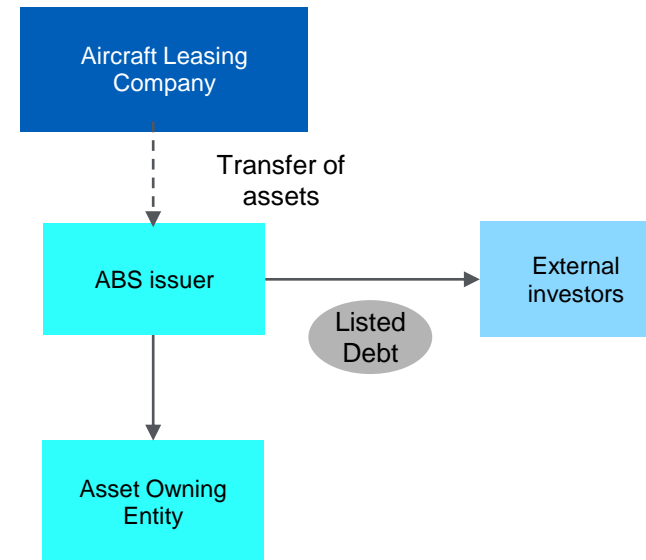 Aircraft Leasing
Company
Transfer of
assets
ABS issuer
External
investors
Listed
Debt
Asset Owning
Entity